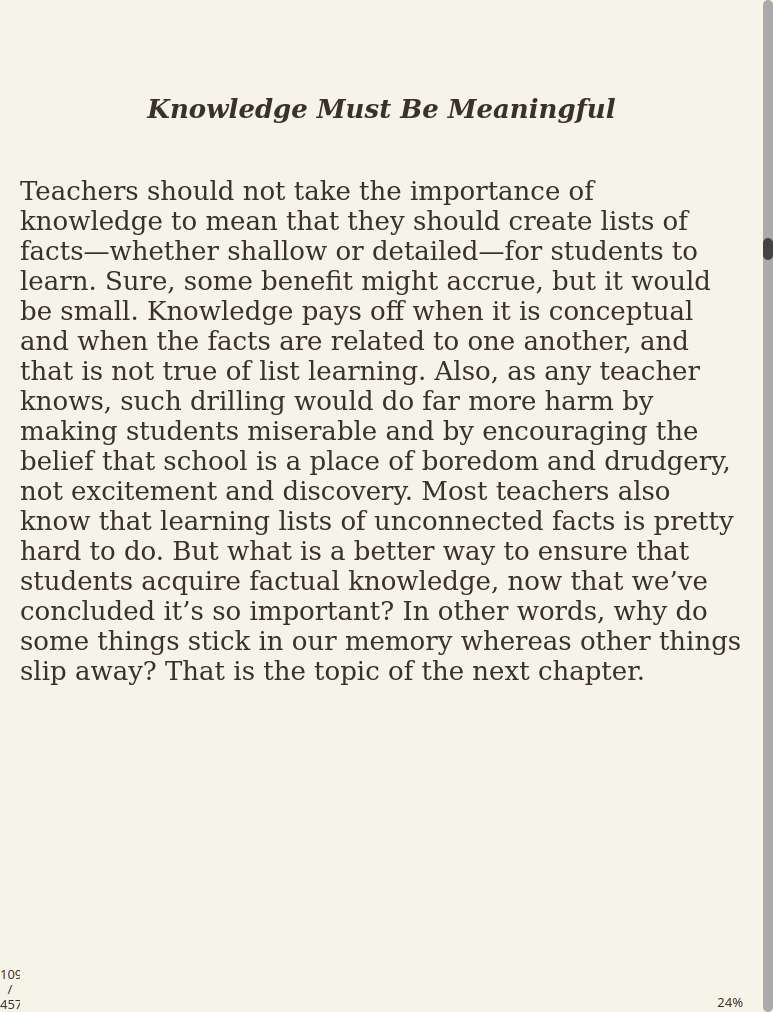 Knowledge Must Be Meaningful
Teachers should not take the importance of
knowledge to mean that they should create lists of
facts—whether shallow or detailed—for students to
learn. Sure, some benefit might accrue, but it would
be small. Knowledge pays off when it is conceptual
and when the facts are related to one another, and
that is not true of list learning. Also, as any teacher
knows, such drilling would do far more harm by
making students miserable and by encouraging the
belief that school is a place of boredom and drudgery,
not excitement and discovery. Most teachers also
know that learning lists of unconnected facts is pretty
hard to do. But what is a better way to ensure that
students acquire factual knowledge, now that we’ve
concluded it’s so important? In other words, why do
some things stick in our memory whereas other things
slip away? That is the topic of the next chapter.
109
/
457
24%